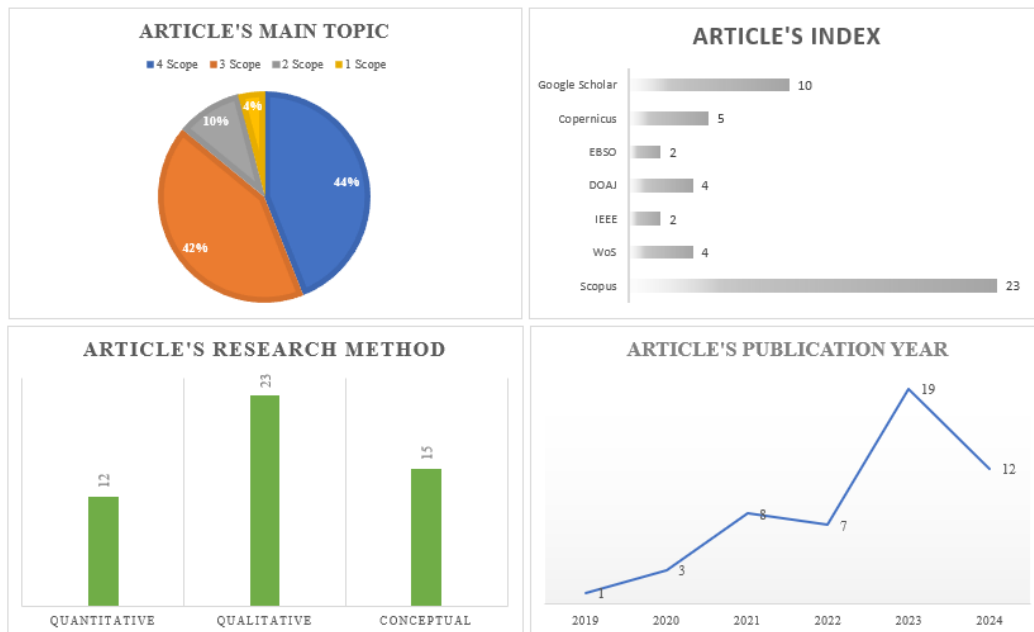 ARTICLE'S MAIN TOPIC
4 Scope 3 Scope 2 Scope 1 Scope
4%
10%
44%
42%
ARTICLE'S INDEX
Google Scholar 10
Copernicus 5
EBSO 2
DOAJ 4
IEEE 2
WoS 4
Scopus 23
ARTICLE'S RESEARCH METHOD
12 23 15
QUANTITATIVE QUALITATIVE CONCEPTUAL
ARTICLE'S PUBLICATION YEAR
1 3 8 7 19 12
2019 2020 2021 2022 2023 2024